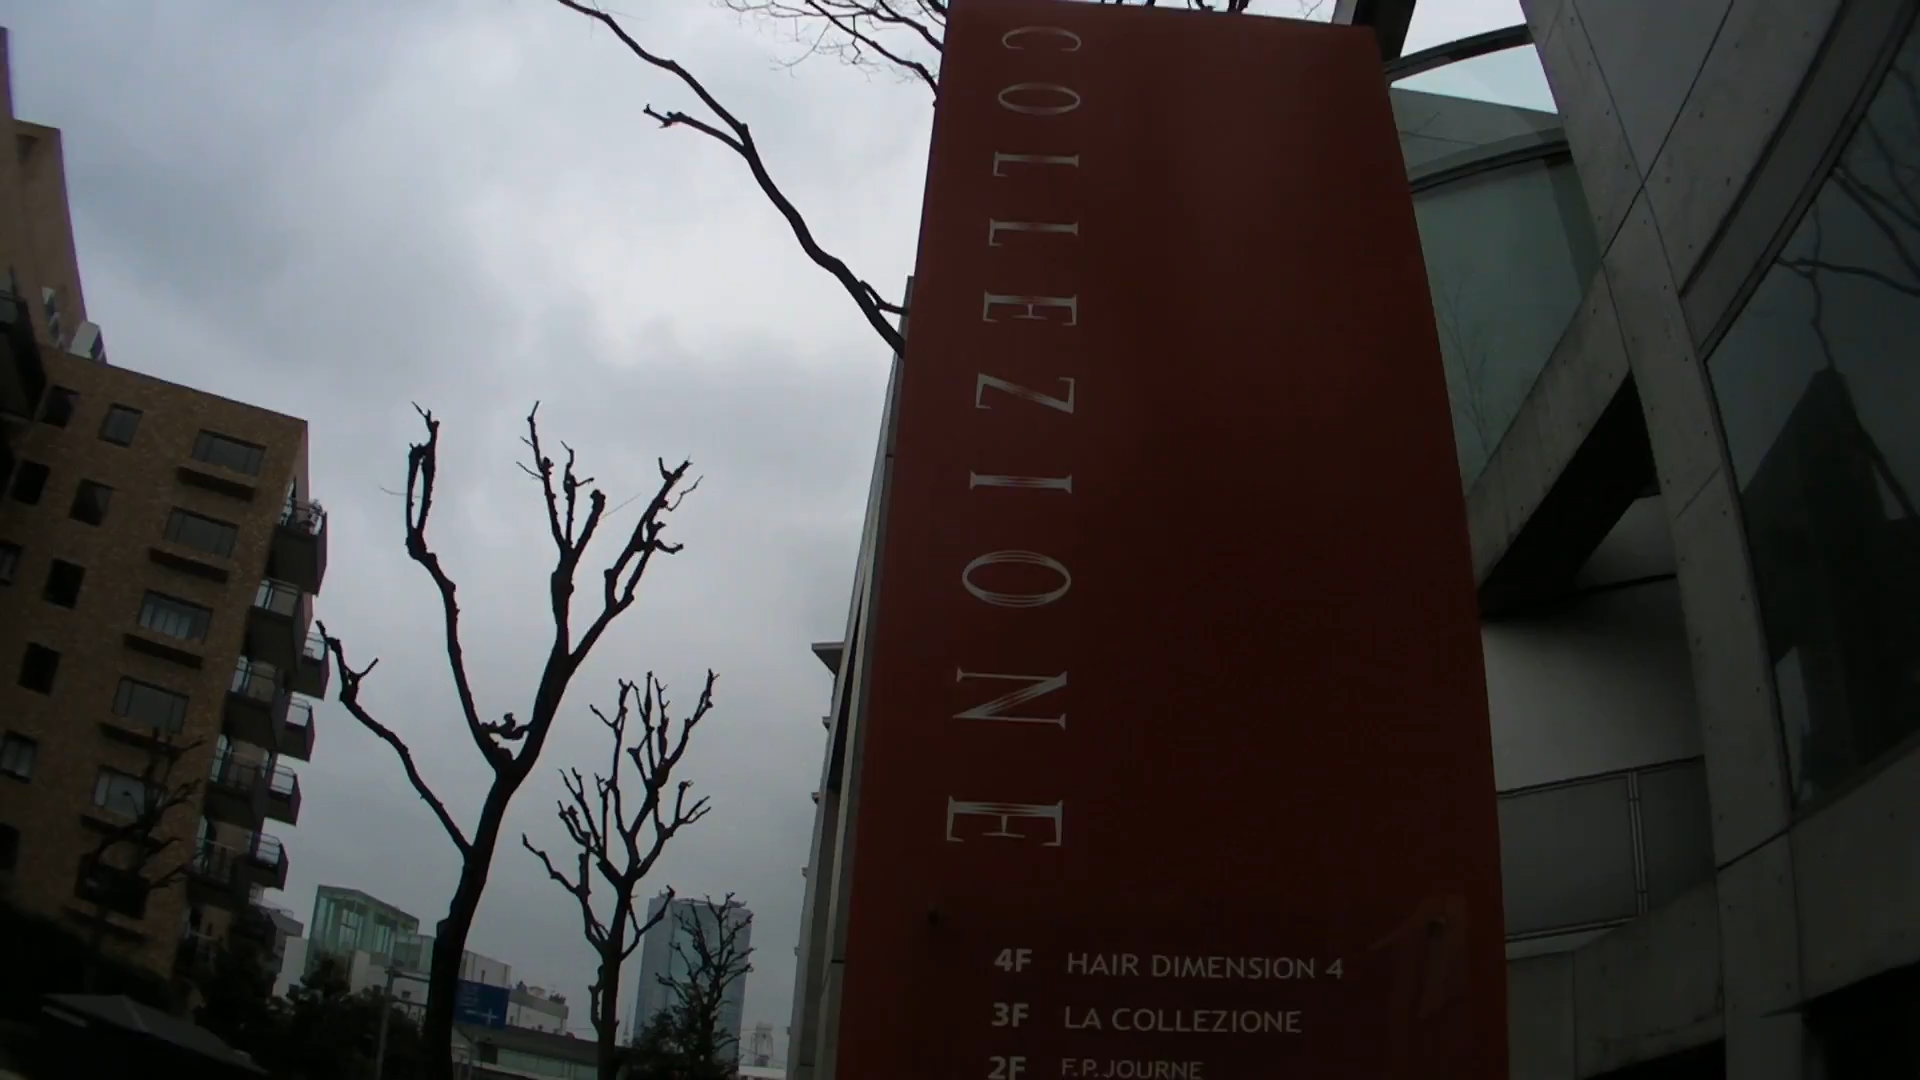 COLLEZIONE
4F HAIR DIMENSION 4
3F LA COLLEZIONE
2F F.P.JOURNE